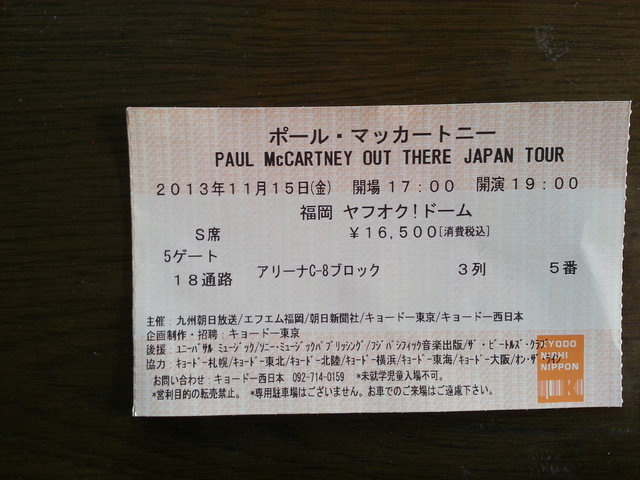 ポール・マッカートニー
PAUL McCARTNEY OUT THERE JAPAN TOUR
2013年11月15日(金) 開場 17:00 開演 19:00
福岡 ヤフオク!ドーム
S席 ¥16,500[消費税込]
5ゲート
18通路 アリーナC-8ブロック 3列 5番
主催:九州朝日放送/エフエム福岡/朝日新聞社/キョードー東京/キョードー西日本
企画制作・招聘:キョードー東京
後援:ユニバーサル ミュージック/ソニー・ミュージックパブリッシング/フジパシフィック音楽出版/ザ・ビートルズ・クラブ
協力:キョードー札幌/キョードー東北/キョードー北陸/キョードー横浜/キョードー東海/キョードー大阪/オン・ザ・ライン
お問い合わせ:キョードー西日本 092-714-0159 *未就学児童入場不可。
*営利目的の転売禁止。 *専用駐車場はございません。お車でのご来場はご遠慮下さい。
KYODO
NISHI
NIPPON